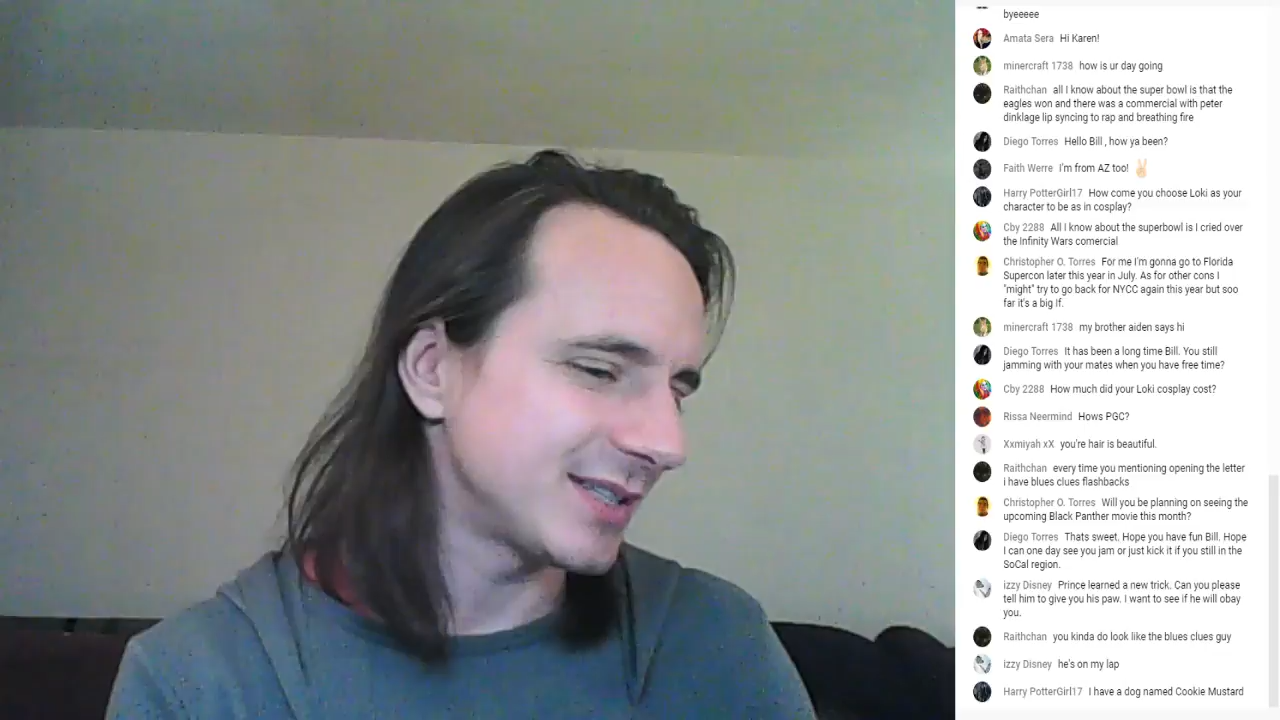 byeeeee
Amata Sera Hi Karen!
minercraft 1738 how is ur day going
Raithchan all I know about the super bowl is that the
eagles won and there was a commercial with peter
dinklage lip syncing to rap and breathing fire
Diego Torres Hello Bill , how ya been?
Faith Werre I'm from AZ too! ✌
Harry PotterGirl17 How come you choose Loki as your
character to be as in cosplay?
Cby 2288 All I know about the superbowl is I cried over
the Infinity Wars comercial
Christopher O. Torres For me I'm gonna go to Florida
Supercon later this year in July. As for other cons I
"might" try to go back for NYCC again this year but soo
far it's a big If.
minercraft 1738 my brother aiden says hi
Diego Torres It has been a long time Bill. You still
jamming with your mates when you have free time?
Cby 2288 How much did your Loki cosplay cost?
Rissa Neermind Hows PGC?
Xxmiyah xX you're hair is beautiful.
Raithchan every time you mentioning opening the letter
i have blues clues flashbacks
Christopher O. Torres Will you be planning on seeing the
upcoming Black Panther movie this month?
Diego Torres Thats sweet. Hope you have fun Bill. Hope
I can one day see you jam or just kick it if you still in the
SoCal region.
izzy Disney Prince learned a new trick. Can you please
tell him to give you his paw. I want to see if he will obay
you.
Raithchan you kinda do look like the blues clues guy
izzy Disney he's on my lap
Harry PotterGirl17 I have a dog named Cookie Mustard